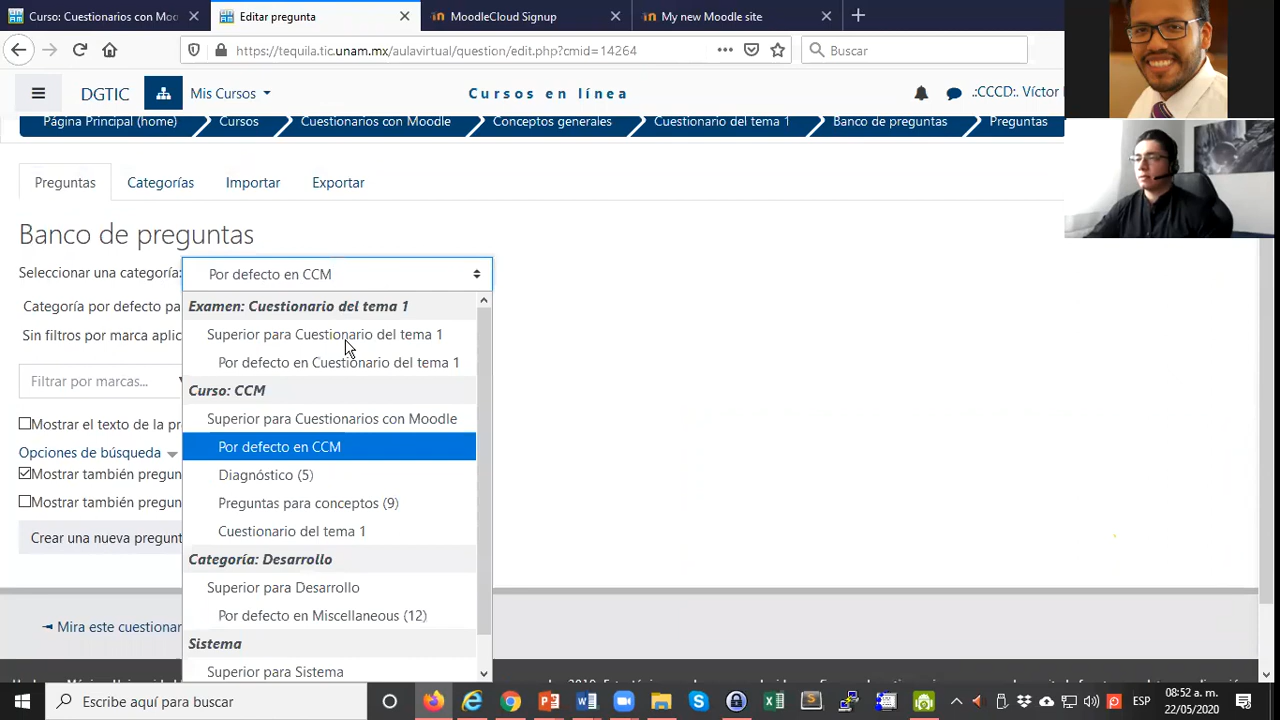 Curso: Cuestionarios con Moo
Editar pregunta
MoodleCloud Signup
My new Moodle site
https://tequila.tic.unam.mx/aulavirtual/question/edit.php?cmid=14264
Buscar
DGTIC
Mis Cursos
Cursos en línea
.:CCCD:. Víctor
Página Principal (home)
Cursos
Cuestionarios con Moodle
Conceptos generales
Cuestionario del tema 1
Banco de preguntas
Preguntas
Preguntas
Categorías
Importar
Exportar
Banco de preguntas
Seleccionar una categoría:
Por defecto en CCM
Categoría por defecto pa
Sin filtros por marca aplic
Filtrar por marcas...
Mostrar el texto de la pr
Opciones de búsqueda
Mostrar también pregun
Mostrar también pregun
Crear una nueva pregunt
Examen: Cuestionario del tema 1
Superior para Cuestionario del tema 1
Por defecto en Cuestionario del tema 1
Curso: CCM
Superior para Cuestionarios con Moodle
Por defecto en CCM
Diagnóstico (5)
Preguntas para conceptos (9)
Cuestionario del tema 1
Categoría: Desarrollo
Superior para Desarrollo
Por defecto en Miscellaneous (12)
Sistema
Superior para Sistema
Mira este cuestionar
Escribe aquí para buscar
ESP
08:52 a. m.
22/05/2020